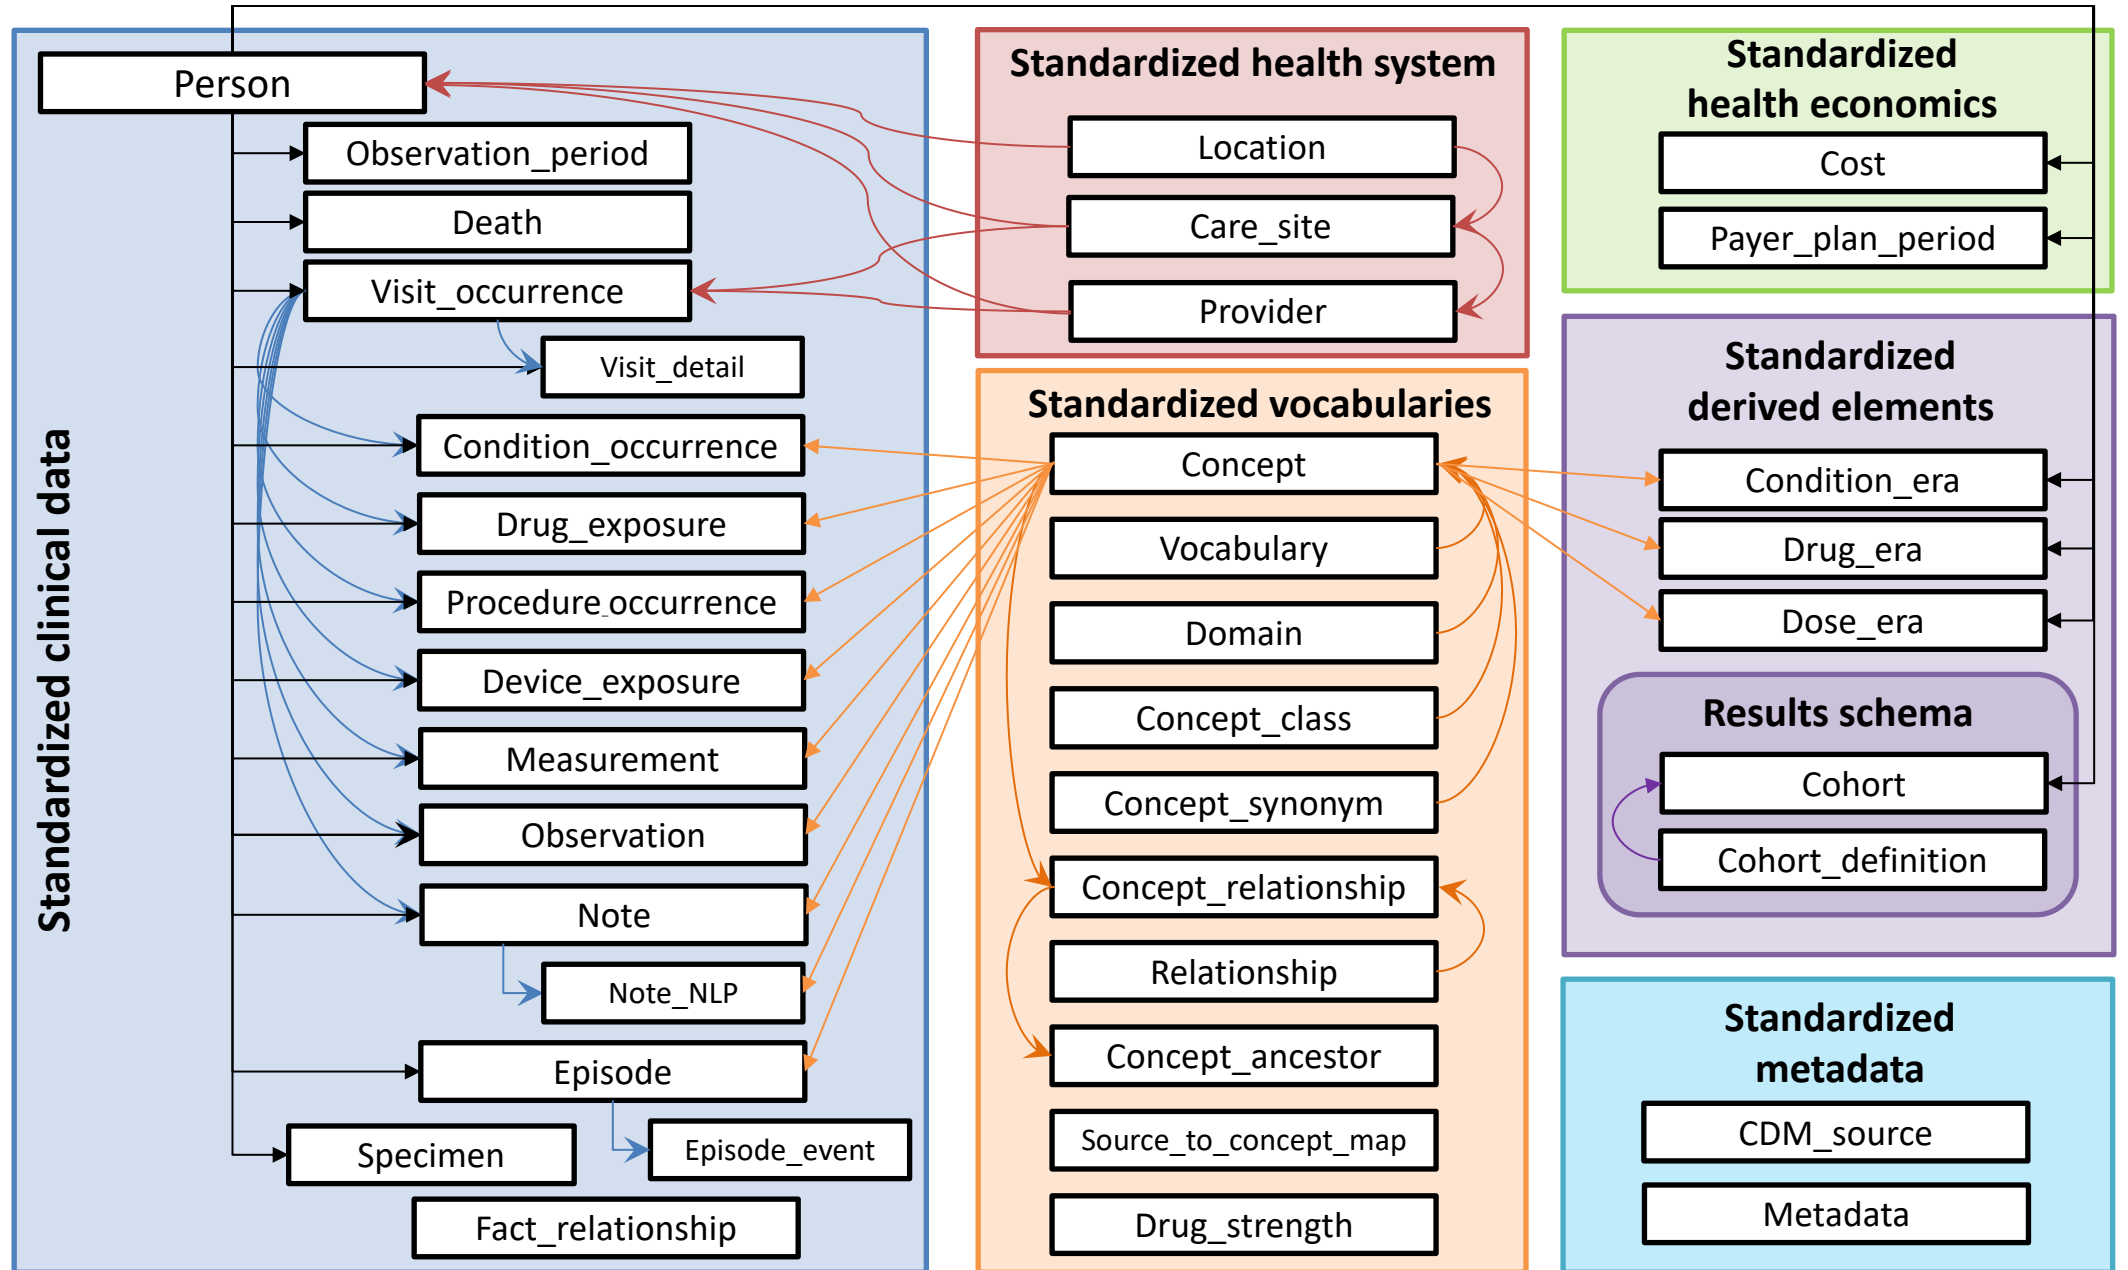 Standardized clinical data
Person
Observation_period
Death
Visit_occurrence
Visit_detail
Condition_occurrence
Drug_exposure
Procedure_occurrence
Device_exposure
Measurement
Observation
Note
Note_NLP
Episode
Episode_event
Specimen
Fact_relationship
Standardized health system
Location
Care_site
Provider
Standardized vocabularies
Concept
Vocabulary
Domain
Concept_class
Concept_synonym
Concept_relationship
Relationship
Concept_ancestor
Source_to_concept_map
Drug_strength
Standardized
health economics
Cost
Payer_plan_period
Standardized
derived elements
Condition_era
Drug_era
Dose_era
Results schema
Cohort
Cohort_definition
Standardized
metadata
CDM_source
Metadata